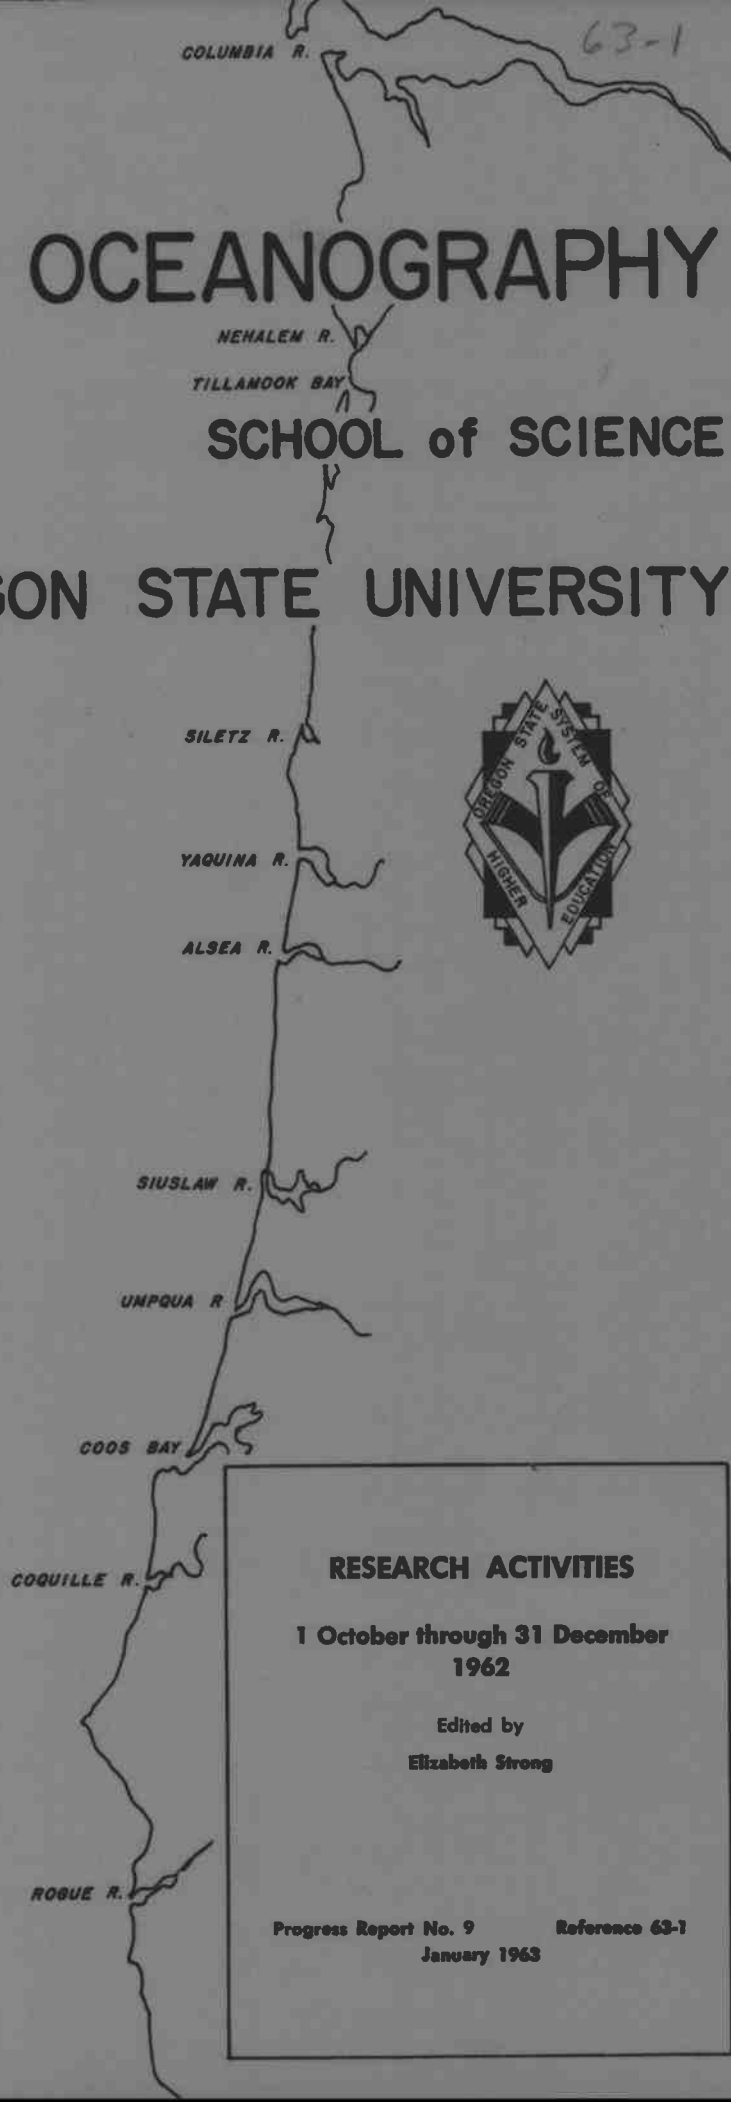 63-1
COLUMBIA R.
OCEANOGRAPHY
NEHALEM R.
TILLAMOOK BAY
SCHOOL of SCIENCE
GON STATE UNIVERSITY
SILETZ R.
OREGON STATE SYSTEM OF
HIGHER EDUCATION
YAQUINA R.
ALSEA R.
SIUSLAW R.
UMPQUA R
COOS BAY
COQUILLE R.
RESEARCH ACTIVITIES
1 October through 31 December
1962
Edited by
Elizabeth Strong
ROGUE R.
Progress Report No. 9 Reference 63-1
January 1963